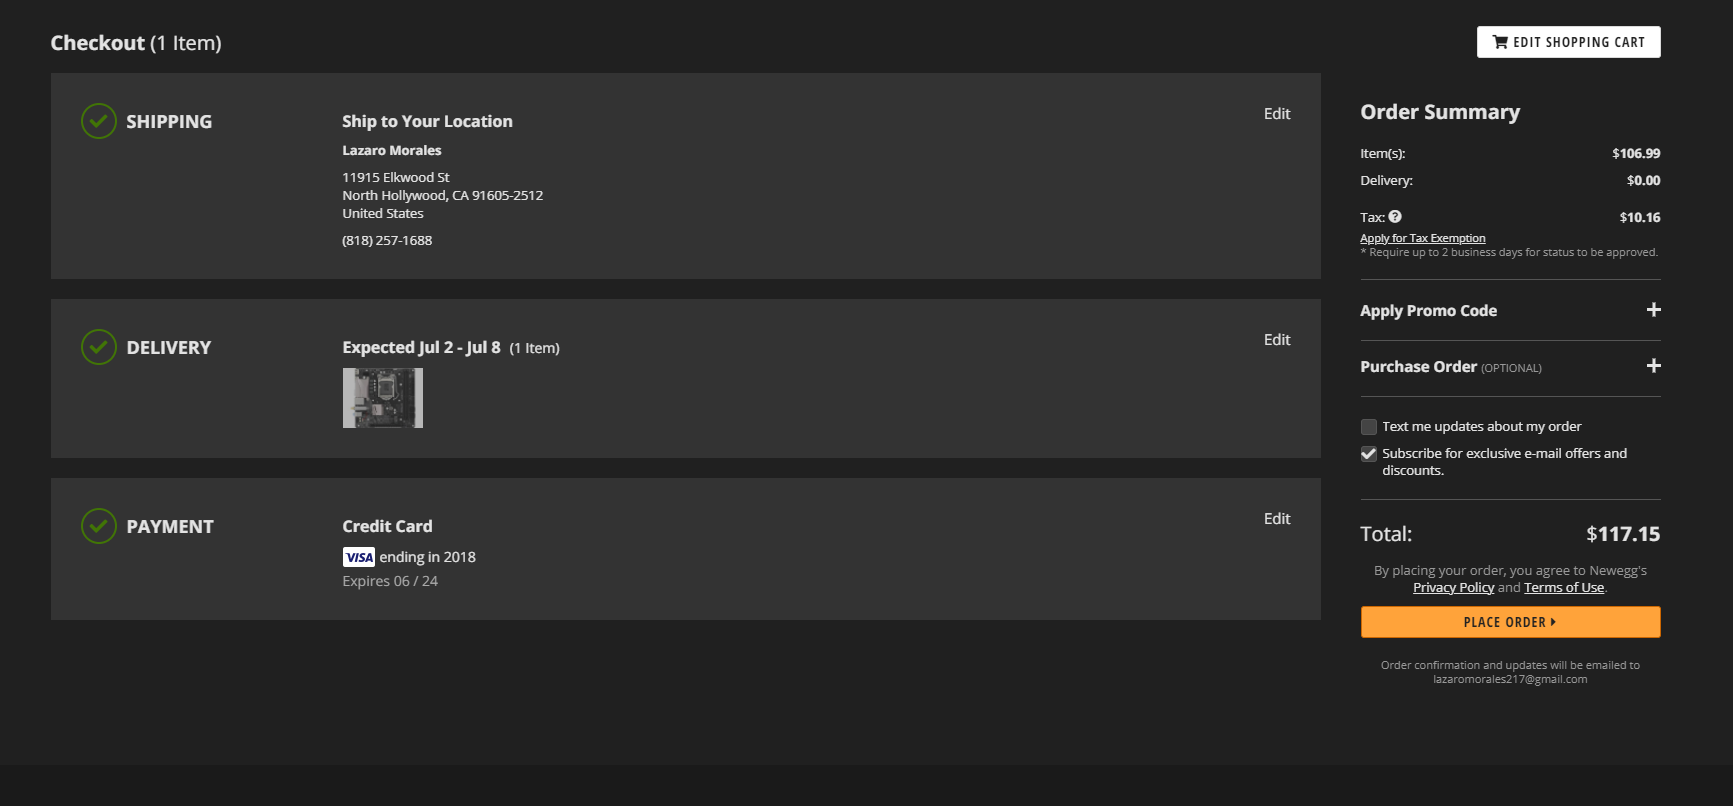 Checkout (1 Item)
EDIT SHOPPING CART
SHIPPING
Ship to Your Location
Edit
Lazaro Morales
11915 Elkwood St
North Hollywood, CA 91605-2512
United States
(818) 257-1688
DELIVERY
Expected Jul 2 - Jul 8 (1 Item)
Edit
PAYMENT
Credit Card
Edit
VISA ending in 2018
Expires 06 / 24
Order Summary
Item(s): $106.99
Delivery: $0.00
Tax: ? $10.16
Apply for Tax Exemption
* Require up to 2 business days for status to be approved.
Apply Promo Code +
Purchase Order (OPTIONAL) +
Text me updates about my order
Subscribe for exclusive e-mail offers and
discounts.
Total: $117.15
By placing your order, you agree to Newegg's
Privacy Policy and Terms of Use.
PLACE ORDER
Order confirmation and updates will be emailed to
lazaromorales217@gmail.com